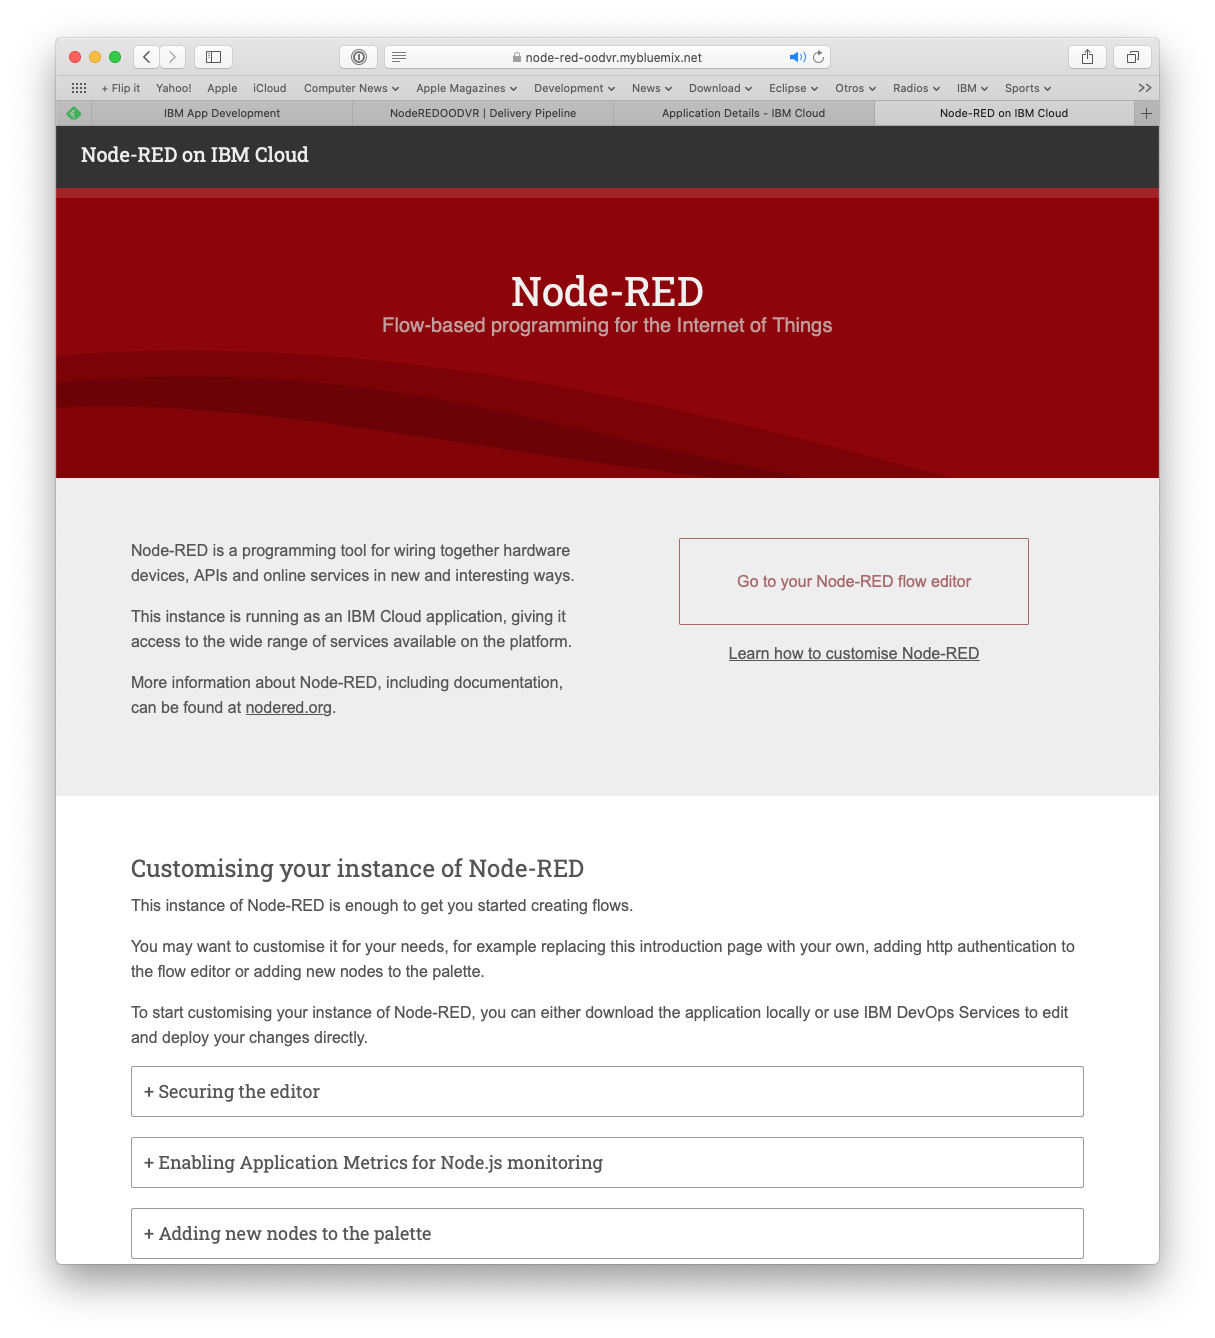 node-red-oodvr.mybluemix.net
+ Flip it Yahoo! Apple iCloud Computer News Apple Magazines Development News Download Eclipse Otros Radios IBM Sports
IBM App Development NodeREDOODVR | Delivery Pipeline Application Details - IBM Cloud Node-RED on IBM Cloud
Node-RED on IBM Cloud
Node-RED
Flow-based programming for the Internet of Things
Node-RED is a programming tool for wiring together hardware
devices, APIs and online services in new and interesting ways.
This instance is running as an IBM Cloud application, giving it
access to the wide range of services available on the platform.
More information about Node-RED, including documentation,
can be found at nodered.org.
Go to your Node-RED flow editor
Learn how to customise Node-RED
Customising your instance of Node-RED
This instance of Node-RED is enough to get you started creating flows.
You may want to customise it for your needs, for example replacing this introduction page with your own, adding http authentication to
the flow editor or adding new nodes to the palette.
To start customising your instance of Node-RED, you can either download the application locally or use IBM DevOps Services to edit
and deploy your changes directly.
+ Securing the editor
+ Enabling Application Metrics for Node.js monitoring
+ Adding new nodes to the palette